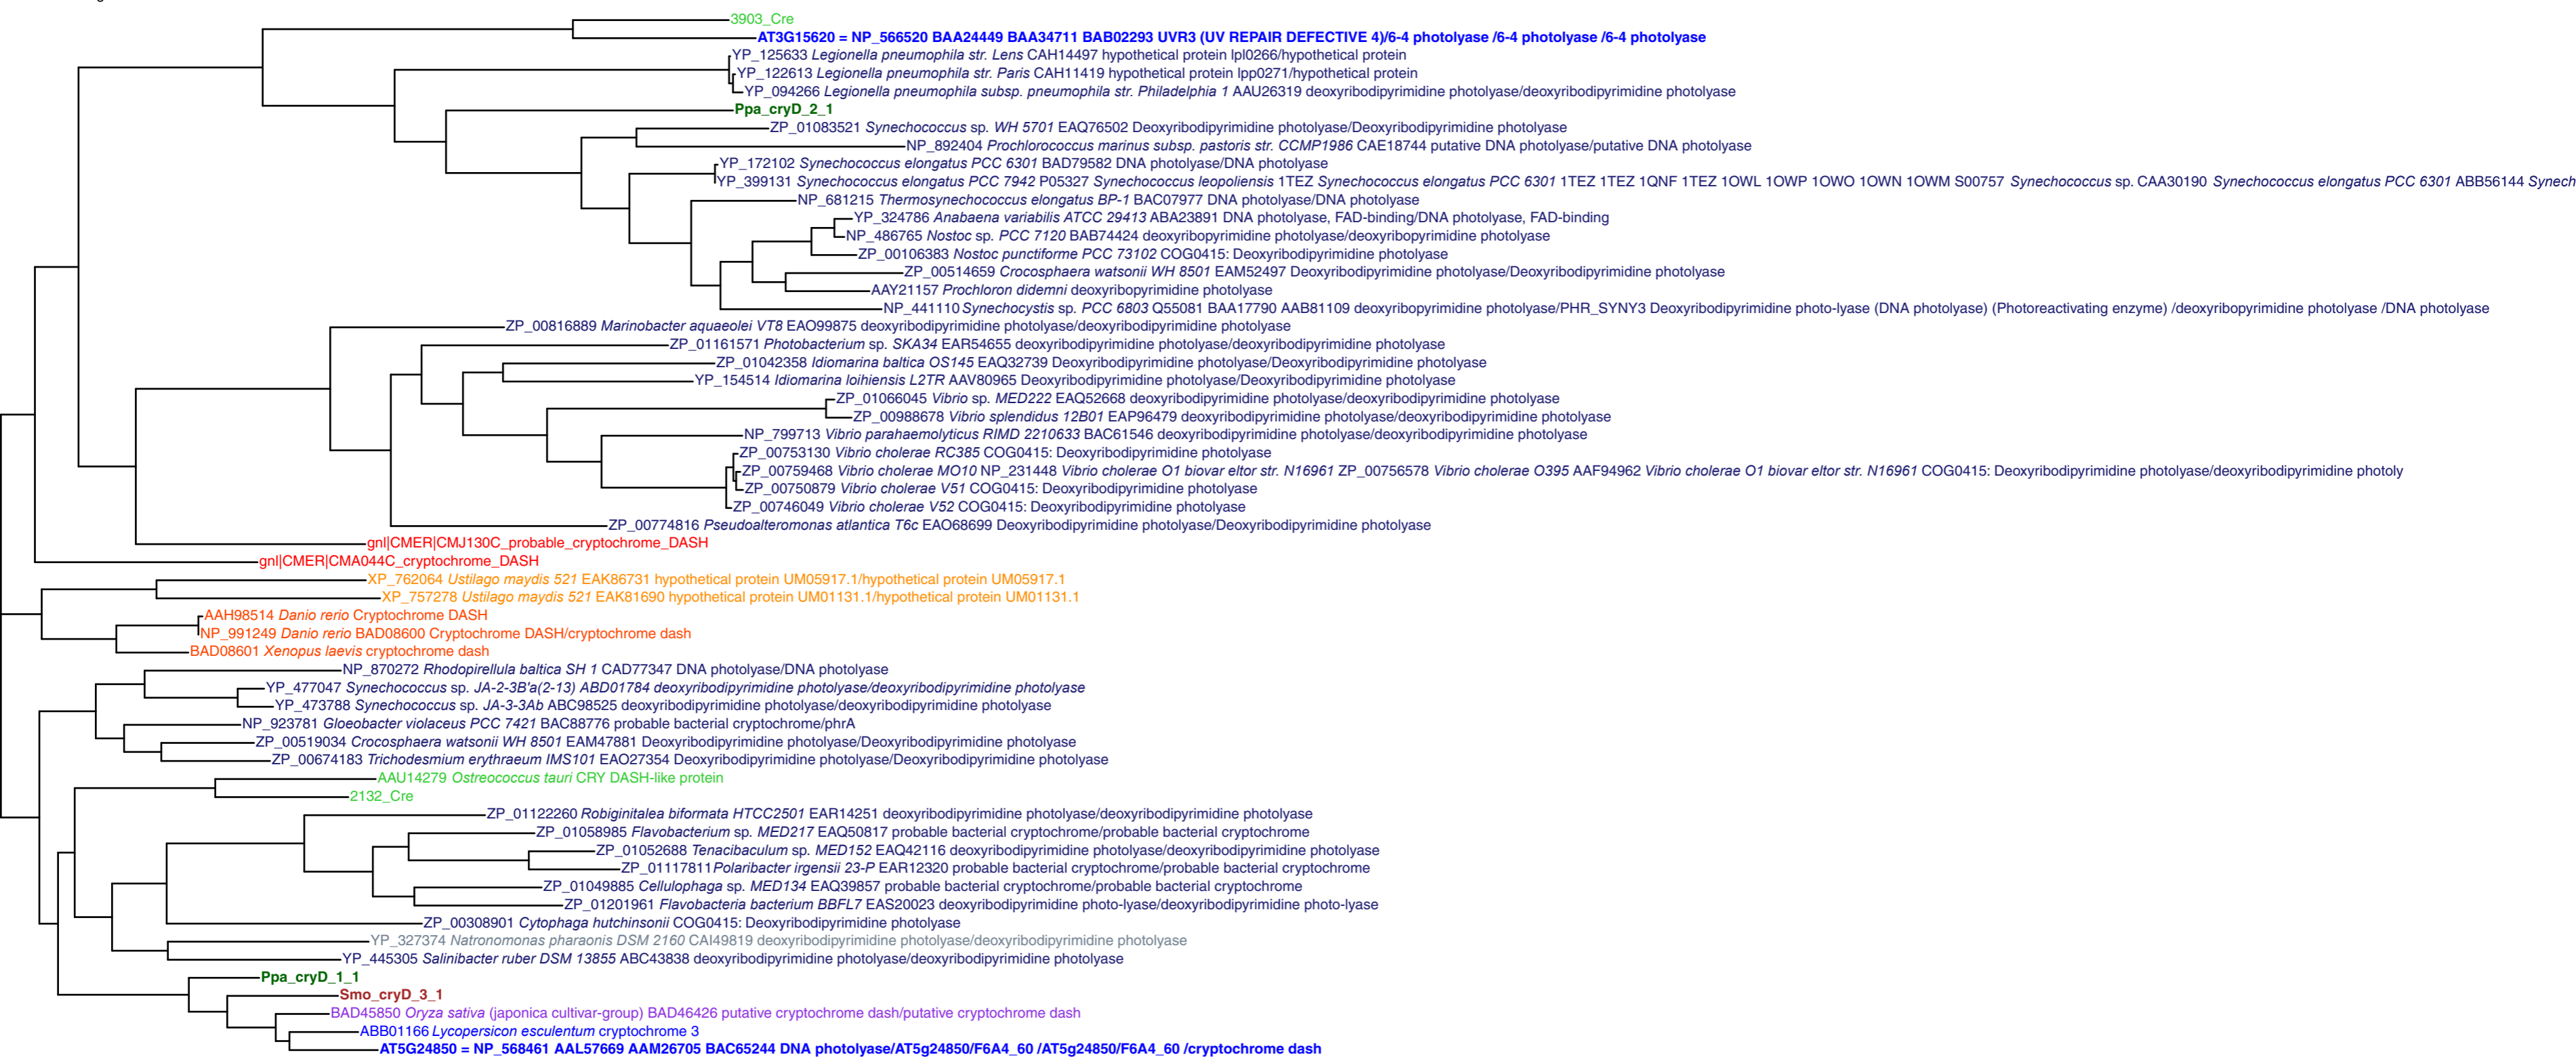 3903_Cre
AT3G15620 = NP_566520 BAA24449 BAA34711 BAB02293 UVR3 (UV REPAIR DEFECTIVE 4)/6-4 photolyase /6-4 photolyase /6-4 photolyase
YP_125633 Legionella pneumophila str. Lens CAH14497 hypothetical protein lpl0266/hypothetical protein
YP_122613 Legionella pneumophila str. Paris CAH11419 hypothetical protein lpp0271/hypothetical protein
YP_094266 Legionella pneumophila subsp. pneumophila str. Philadelphia 1 AAU26319 deoxyribodipyrimidine photolyase/deoxyribodipyrimidine photolyase
Ppa_cryD_2_1
ZP_01083521 Synechococcus sp. WH 5701 EAQ76502 Deoxyribodipyrimidine photolyase/Deoxyribodipyrimidine photolyase
NP_892404 Prochlorococcus marinus subsp. pastoris str. CCMP1986 CAE18744 putative DNA photolyase/putative DNA photolyase
YP_172102 Synechococcus elongatus PCC 6301 BAD79582 DNA photolyase/DNA photolyase
YP_399131 Synechococcus elongatus PCC 7942 P05327 Synechococcus leopoliensis 1TEZ Synechococcus elongatus PCC 6301 1TEZ 1TEZ 1QNF 1TEZ 1OWL 1OWP 1OWO 1OWN 1OWM S00757 Synechococcus sp. CAA30190 Synechococcus elongatus PCC 6301 ABB56144 Synech
NP_681215 Thermosynechococcus elongatus BP-1 BAC07977 DNA photolyase/DNA photolyase
YP_324786 Anabaena variabilis ATCC 29413 ABA23891 DNA photolyase, FAD-binding/DNA photolyase, FAD-binding
NP_486765 Nostoc sp. PCC 7120 BAB74424 deoxyribopyrimidine photolyase/deoxyribopyrimidine photolyase
ZP_00106383 Nostoc punctiforme PCC 73102 COG0415: Deoxyribodipyrimidine photolyase
ZP_00514659 Crocosphaera watsonii WH 8501 EAM52497 Deoxyribodipyrimidine photolyase/Deoxyribodipyrimidine photolyase
AAY21157 Prochloron didemni deoxyribopyrimidine photolyase
NP_441110 Synechocystis sp. PCC 6803 Q55081 BAA17790 AAB81109 deoxyribopyrimidine photolyase/PHR_SYNY3 Deoxyribodipyrimidine photo-lyase (DNA photolyase) (Photoreactivating enzyme) /deoxyribopyrimidine photolyase /DNA photolyase
ZP_00816889 Marinobacter aquaeolei VT8 EAO99875 deoxyribodipyrimidine photolyase/deoxyribodipyrimidine photolyase
ZP_01161571 Photobacterium sp. SKA34 EAR54655 deoxyribodipyrimidine photolyase/deoxyribodipyrimidine photolyase
ZP_01042358 Idiomarina baltica OS145 EAQ32739 Deoxyribodipyrimidine photolyase/Deoxyribodipyrimidine photolyase
YP_154514 Idiomarina loihiensis L2TR AAV80965 Deoxyribodipyrimidine photolyase/Deoxyribodipyrimidine photolyase
ZP_01066045 Vibrio sp. MED222 EAQ52668 deoxyribodipyrimidine photolyase/deoxyribodipyrimidine photolyase
ZP_00988678 Vibrio splendidus 12B01 EAP96479 deoxyribodipyrimidine photolyase/deoxyribodipyrimidine photolyase
NP_799713 Vibrio parahaemolyticus RIMD 2210633 BAC61546 deoxyribodipyrimidine photolyase/deoxyribodipyrimidine photolyase
ZP_00753130 Vibrio cholerae RC385 COG0415: Deoxyribodipyrimidine photolyase
ZP_00759468 Vibrio cholerae MO10 NP_231448 Vibrio cholerae O1 biovar eltor str. N16961 ZP_00756578 Vibrio cholerae O395 AAF94962 Vibrio cholerae O1 biovar eltor str. N16961 COG0415: Deoxyribodipyrimidine photolyase/deoxyribodipyrimidine photoly
ZP_00750879 Vibrio cholerae V51 COG0415: Deoxyribodipyrimidine photolyase
ZP_00746049 Vibrio cholerae V52 COG0415: Deoxyribodipyrimidine photolyase
ZP_00774816 Pseudoalteromonas atlantica T6c EAO68699 Deoxyribodipyrimidine photolyase/Deoxyribodipyrimidine photolyase
gnl|CMER|CMJ130C_probable_cryptochrome_DASH
gnl|CMER|CMA044C_cryptochrome_DASH
XP_762064 Ustilago maydis 521 EAK86731 hypothetical protein UM05917.1/hypothetical protein UM05917.1
XP_757278 Ustilago maydis 521 EAK81690 hypothetical protein UM01131.1/hypothetical protein UM01131.1
AAH98514 Danio rerio Cryptochrome DASH
NP_991249 Danio rerio BAD08600 Cryptochrome DASH/cryptochrome dash
BAD08601 Xenopus laevis cryptochrome dash
NP_870272 Rhodopirellula baltica SH 1 CAD77347 DNA photolyase/DNA photolyase
YP_477047 Synechococcus sp. JA-2-3B'a(2-13) ABD01784 deoxyribodipyrimidine photolyase/deoxyribodipyrimidine photolyase
YP_473788 Synechococcus sp. JA-3-3Ab ABC98525 deoxyribodipyrimidine photolyase/deoxyribodipyrimidine photolyase
NP_923781 Gloeobacter violaceus PCC 7421 BAC88776 probable bacterial cryptochrome/phrA
ZP_00519034 Crocosphaera watsonii WH 8501 EAM47881 Deoxyribodipyrimidine photolyase/Deoxyribodipyrimidine photolyase
ZP_00674183 Trichodesmium erythraeum IMS101 EAO27354 Deoxyribodipyrimidine photolyase/Deoxyribodipyrimidine photolyase
AAU14279 Ostreococcus tauri CRY DASH-like protein
2132_Cre
ZP_01122260 Robiginitalea biformata HTCC2501 EAR14251 deoxyribodipyrimidine photolyase/deoxyribodipyrimidine photolyase
ZP_01058985 Flavobacterium sp. MED217 EAQ50817 probable bacterial cryptochrome/probable bacterial cryptochrome
ZP_01052688 Tenacibaculum sp. MED152 EAQ42116 deoxyribodipyrimidine photolyase/deoxyribodipyrimidine photolyase
ZP_01117811 Polaribacter irgensii 23-P EAR12320 probable bacterial cryptochrome/probable bacterial cryptochrome
ZP_01049885 Cellulophaga sp. MED134 EAQ39857 probable bacterial cryptochrome/probable bacterial cryptochrome
ZP_01201961 Flavobacteria bacterium BBFL7 EAS20023 deoxyribodipyrimidine photo-lyase/deoxyribodipyrimidine photo-lyase
ZP_00308901 Cytophaga hutchinsonii COG0415: Deoxyribodipyrimidine photolyase
YP_327374 Natronomonas pharaonis DSM 2160 CAI49819 deoxyribodipyrimidine photolyase/deoxyribodipyrimidine photolyase
YP_445305 Salinibacter ruber DSM 13855 ABC43838 deoxyribodipyrimidine photolyase/deoxyribodipyrimidine photolyase
Ppa_cryD_1_1
Smo_cryD_3_1
BAD45850 Oryza sativa (japonica cultivar-group) BAD46426 putative cryptochrome dash/putative cryptochrome dash
ABB01166 Lycopersicon esculentum cryptochrome 3
AT5G24850 = NP_568461 AAL57669 AAM26705 BAC65244 DNA photolyase/AT5g24850/F6A4_60 /AT5g24850/F6A4_60 /cryptochrome dash